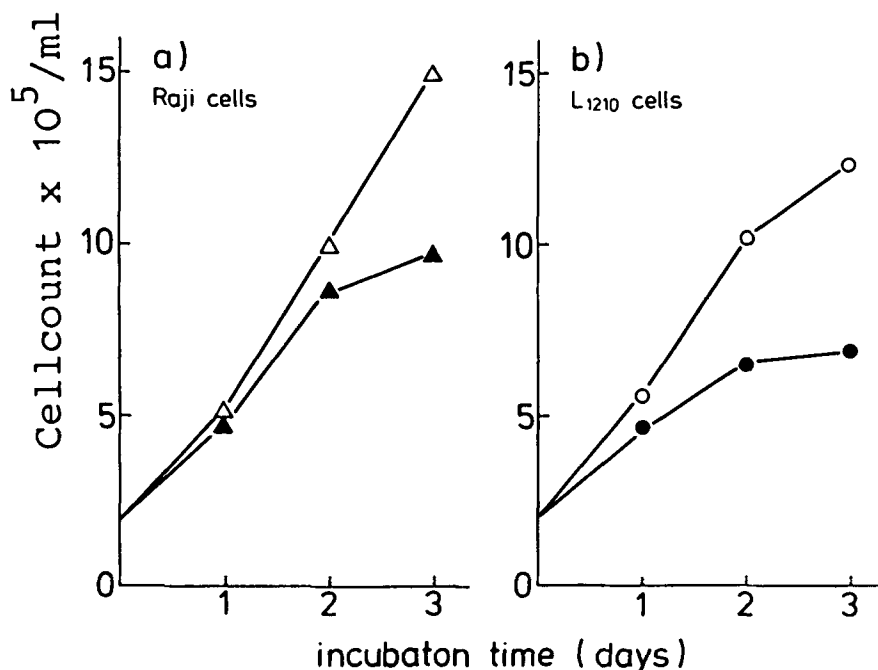 Cellcount x 10^5/ml
a)
Raji cells
15
10
5
0
1 2 3
b)
L1210 cells
15
10
5
0
1 2 3
incubaton time (days)